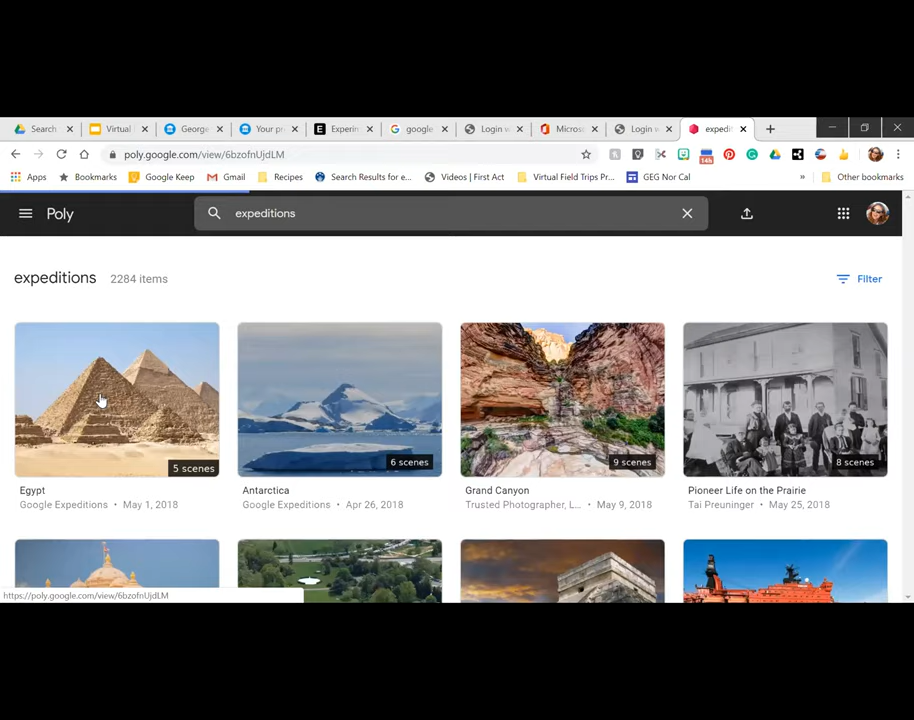 Search
Virtual
George
Your pr
E Experim
google
Login w
Micros
Login w
expedi
poly.google.com/view/6bzofnUjdLM
14k
Apps
Bookmarks
Google Keep
Gmail
Recipes
Search Results for e...
Videos | First Act
Virtual Field Trips Pr...
GEG Nor Cal
»
Other bookmarks
Poly
expeditions
expeditions 2284 items
Filter
5 scenes
6 scenes
9 scenes
8 scenes
Egypt
Google Expeditions • May 1, 2018
Antarctica
Google Expeditions • Apr 26, 2018
Grand Canyon
Trusted Photographer, L... • May 9, 2018
Pioneer Life on the Prairie
Tai Preuninger • May 25, 2018
https://poly.google.com/view/6bzofnUjdLM